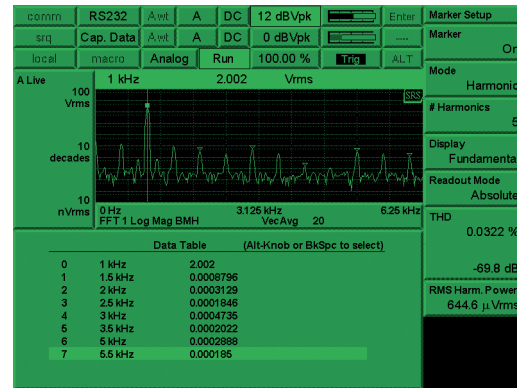 comm RS232 A wt A DC 12 dBVpk Enter Marker Setup
srq Cap. Data A wt A DC 0 dBVpk ---- Marker
On
local macro Analog Run 100.00 % Trig ALT
Mode
Harmonic
A Live 1 kHz 2.002 Vrms
100
Vrms
SRS
# Harmonics
5
10
decades
Display
Fundamenta
Readout Mode
Absolute
10
nVrms
0 Hz 3.125 kHz 6.25 kHz
FFT 1 Log Mag BMH Vec Avg 20
THD
0.0322 %
-69.8 dB
Data Table (Alt-Knob or BkSpc to select)
0 1 kHz 2.002
1 1.5 kHz 0.0008796
2 2 kHz 0.0003129
3 2.5 kHz 0.0001846
4 3 kHz 0.0004735
5 3.5 kHz 0.0002022
6 5 kHz 0.0002888
7 5.5 kHz 0.000185
RMS Harm. Power
644.6 µVrms